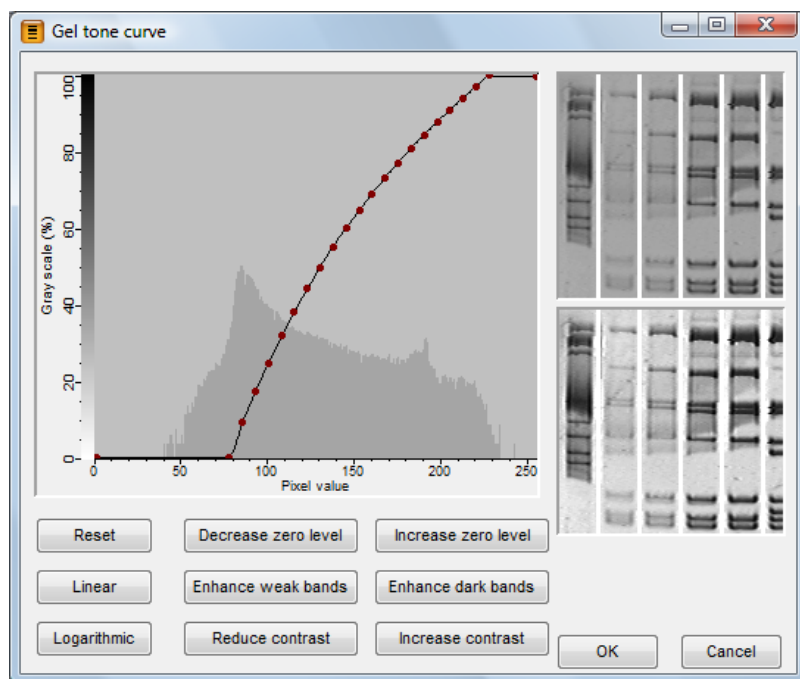 Gel tone curve
Gray scale (%)
100
80
60
40
20
0
0 50 100 150 200 250
Pixel value
Reset Decrease zero level Increase zero level
Linear Enhance weak bands Enhance dark bands
Logarithmic Reduce contrast Increase contrast
OK Cancel